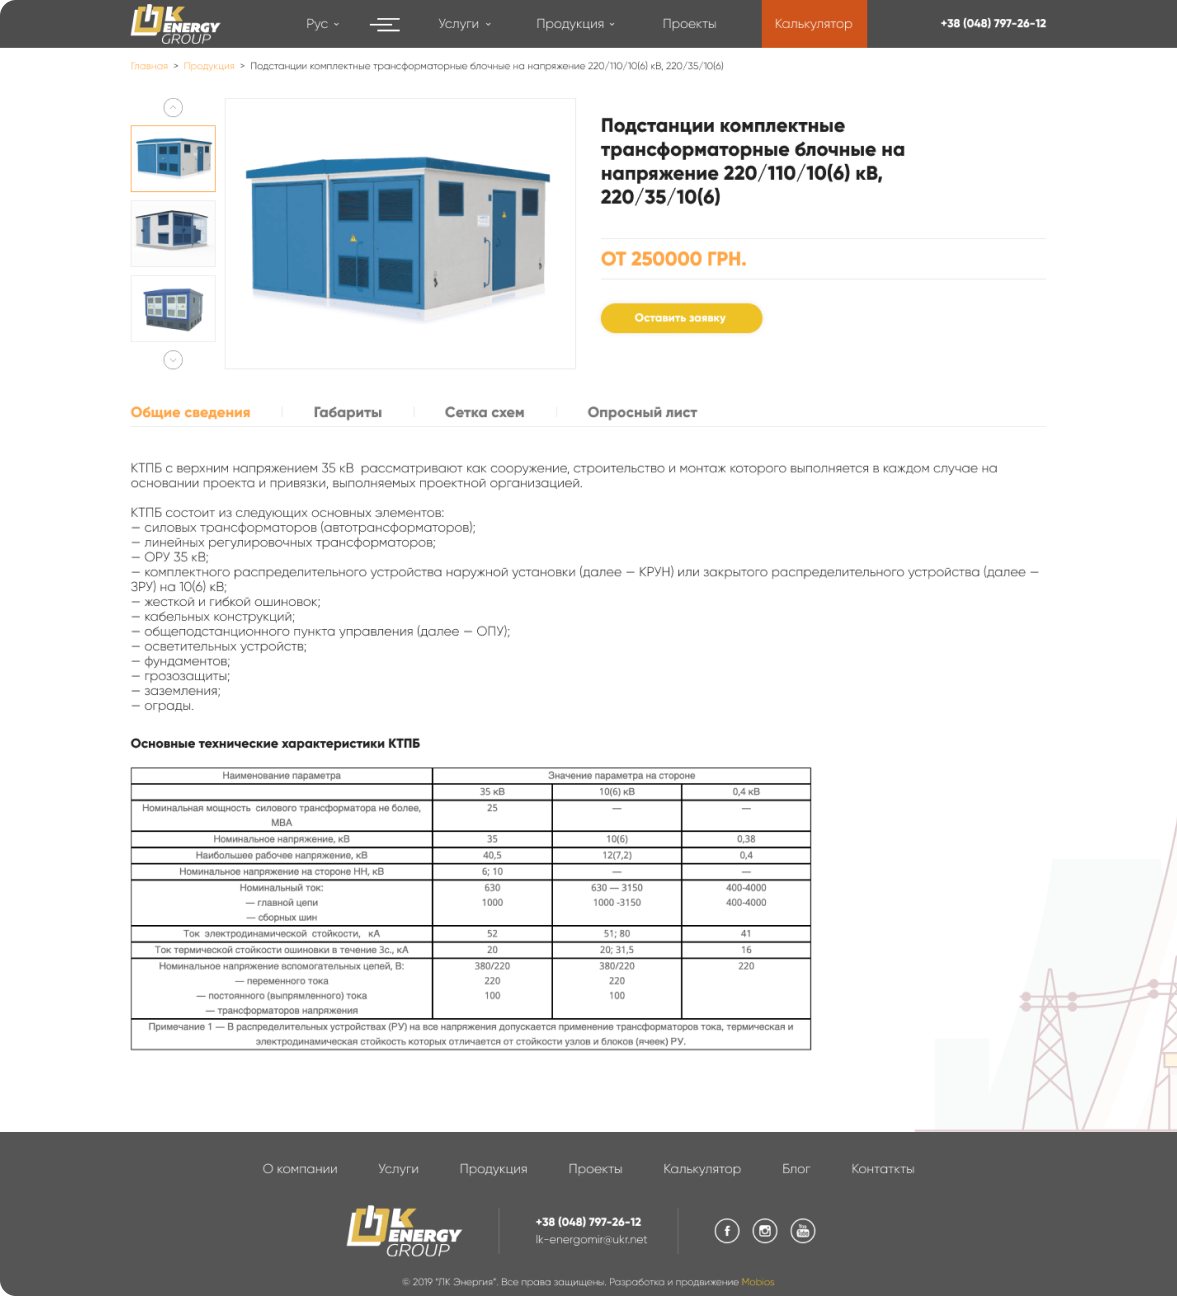 LK ENERGY GROUP
Рус
Услуги
Продукция
Проекты
Калькулятор
+38 (048) 797-26-12
Главная > Продукция > Подстанции комплектные трансформаторные блочные на напряжение 220/110/10(6) кВ, 220/35/10(6)
Подстанции комплектные
трансформаторные блочные на
напряжение 220/110/10(6) кВ,
220/35/10(6)
ОТ 250000 ГРН.
Оставить заявку
Общие сведения
Габариты
Сетка схем
Опросный лист
КТПБ с верхним напряжением 35 кВ рассматривают как сооружение, строительство и монтаж которого выполняется в каждом случае на
основании проекта и привязки, выполняемых проектной организацией.
КТПБ состоит из следующих основных элементов:
— силовых трансформаторов (автотрансформаторов);
— линейных регулировочных трансформаторов;
— ОРУ 35 кВ;
— комплектного распределительного устройства наружной установки (далее — КРУН) или закрытого распределительного устройства (далее —
ЗРУ) на 10(6) кВ;
— жесткой и гибкой ошиновок;
— кабельных конструкций;
— общеподстанционного пункта управления (далее — ОПУ);
— осветительных устройств;
— фундаментов;
— грозозащиты;
— заземления;
— ограды.
Основные технические характеристики КТПБ
Наименование параметра Значение параметра на стороне
35 кВ 10(6) кВ 0,4 кВ
Номинальная мощность силового трансформатора не более, 25 — —
МВА
Номинальное напряжение, кВ 35 10(6) 0,38
Наибольшее рабочее напряжение, кВ 40,5 12(7,2) 0,4
Номинальное напряжение на стороне НН, кВ 6; 10 — —
Номинальный ток: 630 630 — 3150 400-4000
— главной цепи 1000 1000 -3150 400-4000
— сборных шин
Ток электродинамической стойкости, кА 52 51; 80 41
Ток термической стойкости ошиновки в течение 3с., кА 20 20; 31,5 16
Номинальное напряжение вспомогательных цепей, В: 380/220 380/220 220
— переменного тока 220 220
— постоянного (выпрямленного) тока 100 100
— трансформаторов напряжения
Примечание 1 — В распределительных устройствах (РУ) на все напряжения допускается применение трансформаторов тока, термическая и
электродинамическая стойкость которых отличается от стойкости узлов и блоков (ячеек) РУ.
О компании
Услуги
Продукция
Проекты
Калькулятор
Блог
Контаткты
LK ENERGY GROUP
+38 (048) 797-26-12
lk-energomir@ukr.net
You Tube
© 2019 "ЛК Энергия". Все права защищены. Разработка и продвижение Mobios